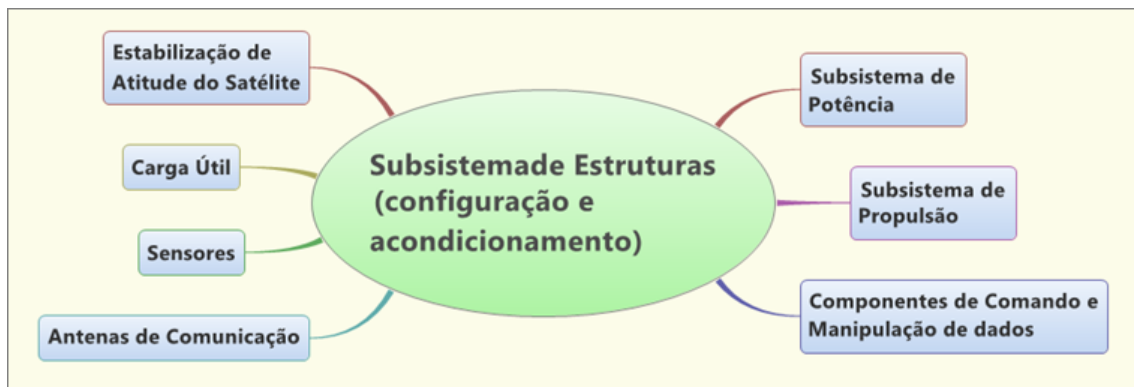 Estabilização de
Atitude do Satélite
Carga Útil
Sensores
Antenas de Comunicação
Subsistemade Estruturas
(configuração e
acondicionamento)
Subsistema de
Potência
Subsistema de
Propulsão
Componentes de Comando e
Manipulação de dados